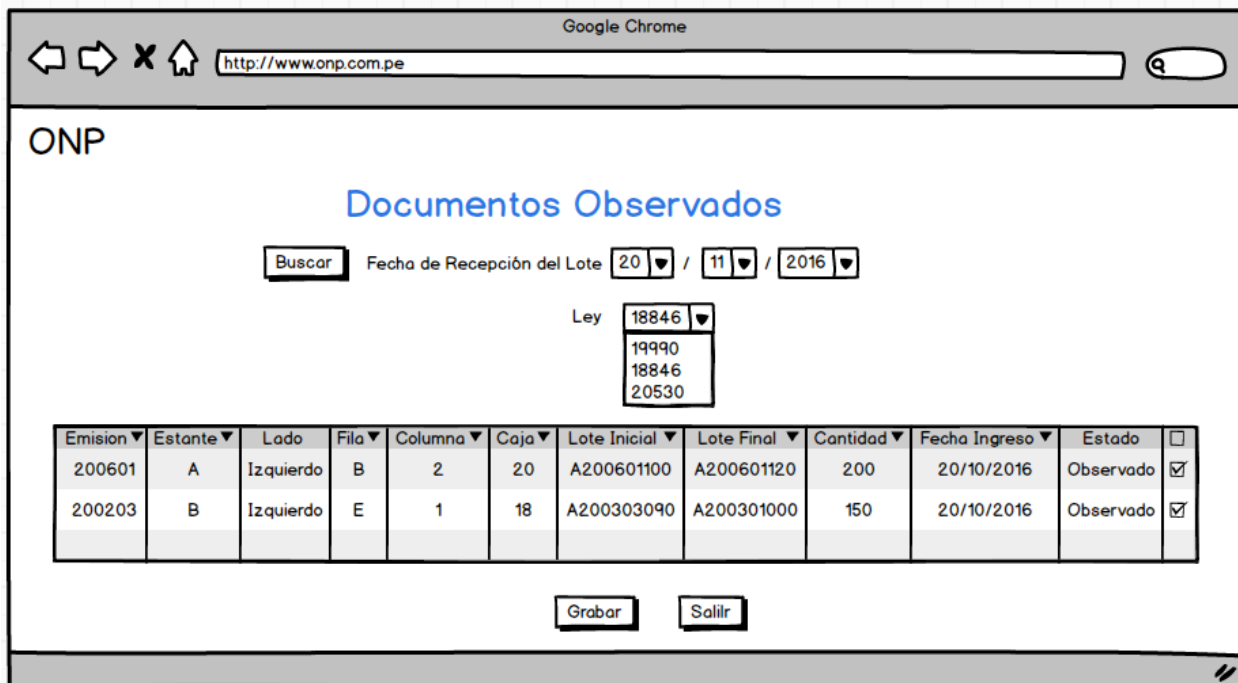 Google Chrome
http://www.onp.com.pe
ONP
Documentos Observados
Buscar Fecha de Recepción del Lote 20 / 11 / 2016
Ley 18846
19990
18846
20530
Emision Estante Lado Fila Columna Caja Lote Inicial Lote Final Cantidad Fecha Ingreso Estado
200601 A Izquierdo B 2 20 A200601100 A200601120 200 20/10/2016 Observado
200203 B Izquierdo E 1 18 A200303090 A200301000 150 20/10/2016 Observado
Grabar Salilr